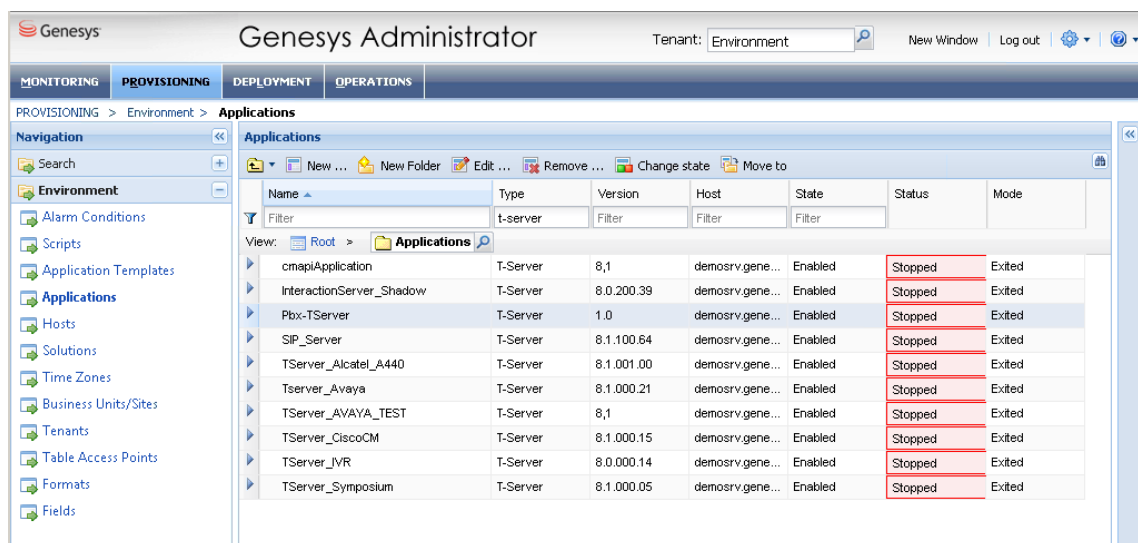 Genesys
Genesys Administrator
Tenant: Environment
New Window | Log out
MONITORING PROVISIONING DEPLOYMENT OPERATIONS
PROVISIONING > Environment > Applications
Navigation
Search
Environment
Alarm Conditions
Scripts
Application Templates
Applications
Hosts
Solutions
Time Zones
Business Units/Sites
Tenants
Table Access Points
Formats
Fields
Applications
New ... New Folder Edit ... Remove ... Change state Move to
Name Type Version Host State Status Mode
Filter t-server Filter Filter Filter
View: Root > Applications
cmapiApplication T-Server 8,1 demosrv.gene... Enabled Stopped Exited
InteractionServer_Shadow T-Server 8.0.200.39 demosrv.gene... Enabled Stopped Exited
Pbx-TServer T-Server 1.0 demosrv.gene... Enabled Stopped Exited
SIP_Server T-Server 8.1.100.64 demosrv.gene... Enabled Stopped Exited
TServer_Alcatel_A440 T-Server 8.1.001.00 demosrv.gene... Enabled Stopped Exited
Tserver_Avaya T-Server 8.1.000.21 demosrv.gene... Enabled Stopped Exited
TServer_AVAYA_TEST T-Server 8,1 demosrv.gene... Enabled Stopped Exited
TServer_CiscoCM T-Server 8.1.000.15 demosrv.gene... Enabled Stopped Exited
TServer_IVR T-Server 8.0.000.14 demosrv.gene... Enabled Stopped Exited
TServer_Symposium T-Server 8.1.000.05 demosrv.gene... Enabled Stopped Exited